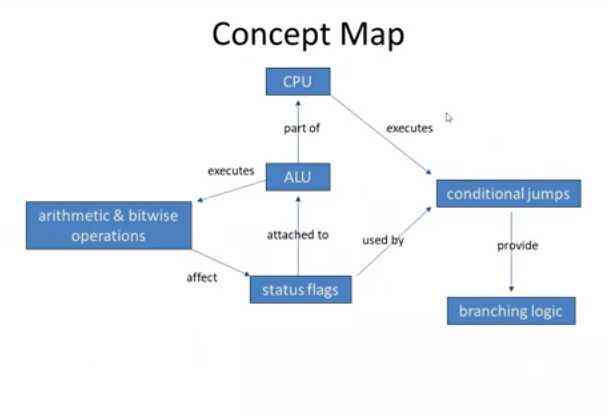 Concept Map
CPU
part of
executes
executes
ALU
conditional jumps
arithmetic & bitwise
operations
attached to
used by
provide
affect
status flags
branching logic